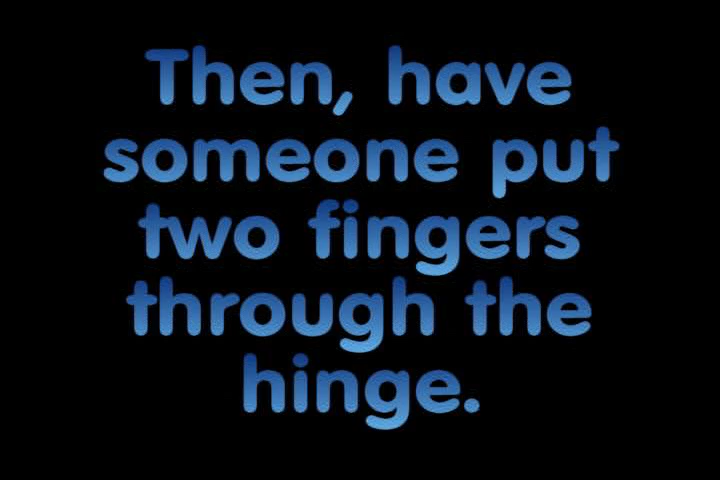 Then, have
someone put
two fingers
through the
hinge.